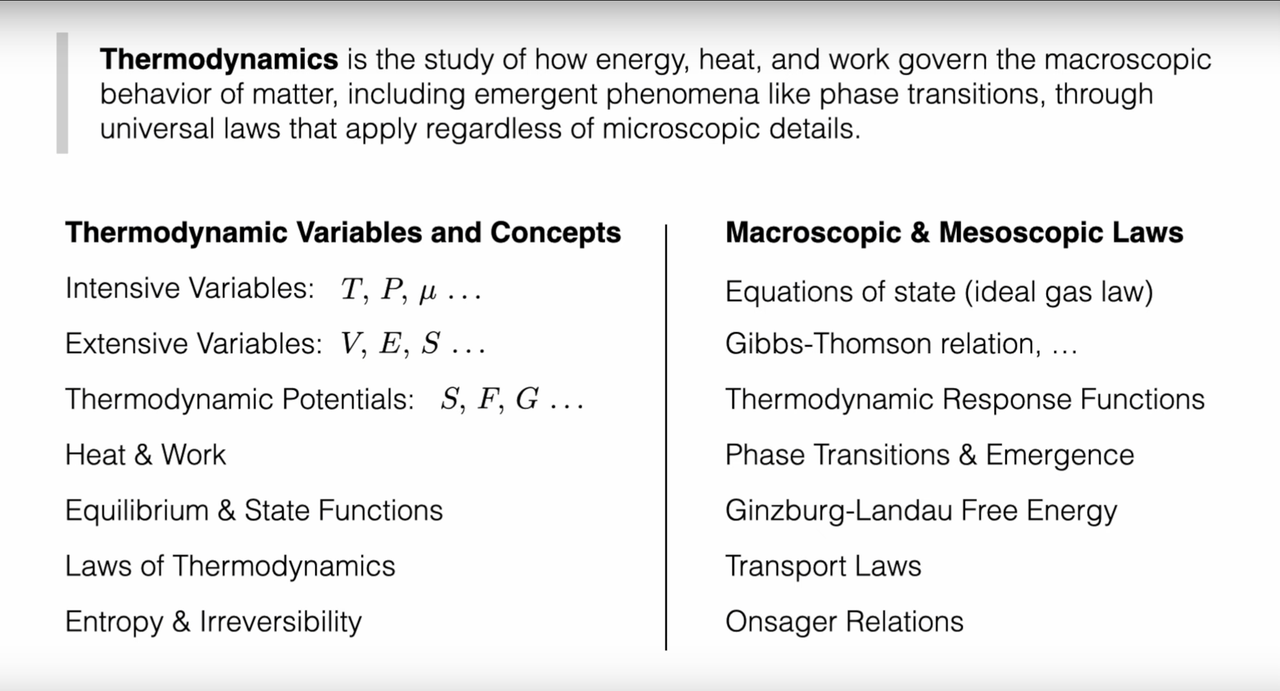 Thermodynamics is the study of how energy, heat, and work govern the macroscopic
behavior of matter, including emergent phenomena like phase transitions, through
universal laws that apply regardless of microscopic details.
Thermodynamic Variables and Concepts
Intensive Variables: T, P, μ ...
Extensive Variables: V, E, S ...
Thermodynamic Potentials: S, F, G ...
Heat & Work
Equilibrium & State Functions
Laws of Thermodynamics
Entropy & Irreversibility
Macroscopic & Mesoscopic Laws
Equations of state (ideal gas law)
Gibbs-Thomson relation, ...
Thermodynamic Response Functions
Phase Transitions & Emergence
Ginzburg-Landau Free Energy
Transport Laws
Onsager Relations